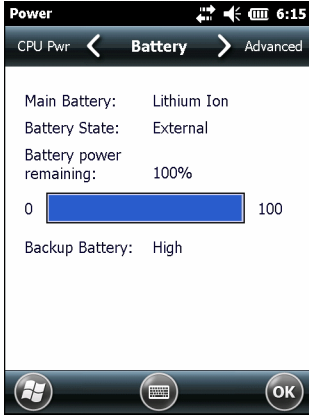 Power 6:15
CPU Pwr Battery Advanced
Main Battery: Lithium Ion
Battery State: External
Battery power
remaining: 100%
0 100
Backup Battery: High
OK